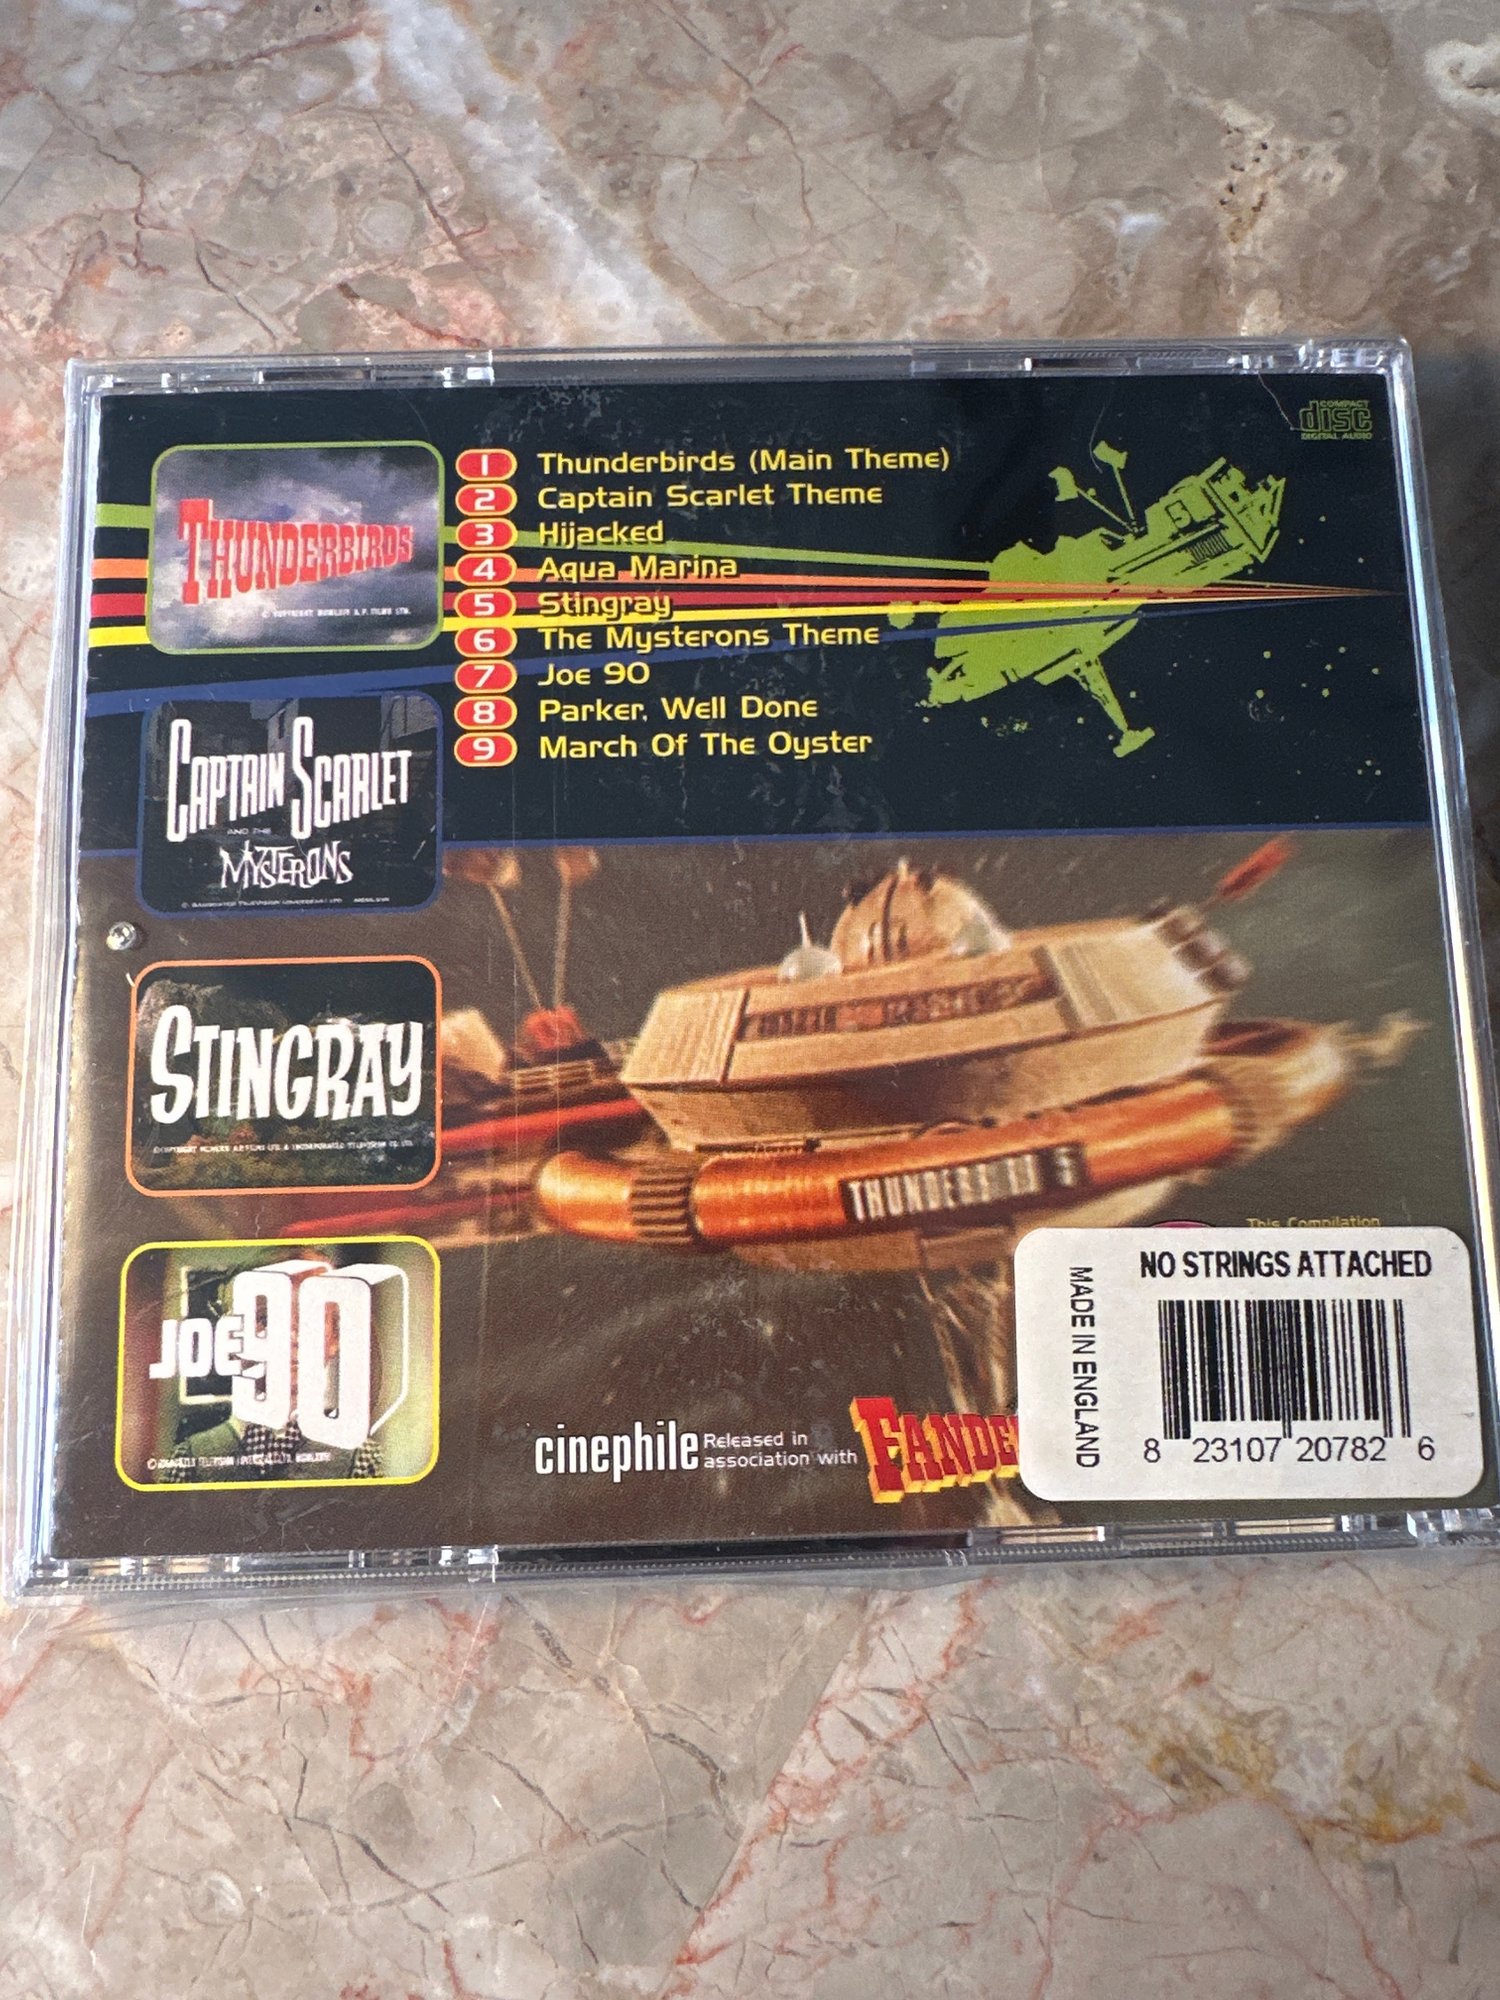 COMPACT
disc
DIGITAL AUDIO
THUNDERBIRDS
1 Thunderbirds (Main Theme)
2 Captain Scarlet Theme
3 Hijacked
4 Aqua Marina
5 Stingray
6 The Mysterons Theme
7 Joe 90
8 Parker, Well Done
9 March Of The Oyster
5
CAPTAIN SCARLET
AND THE
MYSTERONS
STINGRAY
JOE 90
THUNDERBIRD 5
This Compilation
cinephile
Released in
association with
FANDE
NO STRINGS ATTACHED
MADE IN ENGLAND
8 23107 20782 6